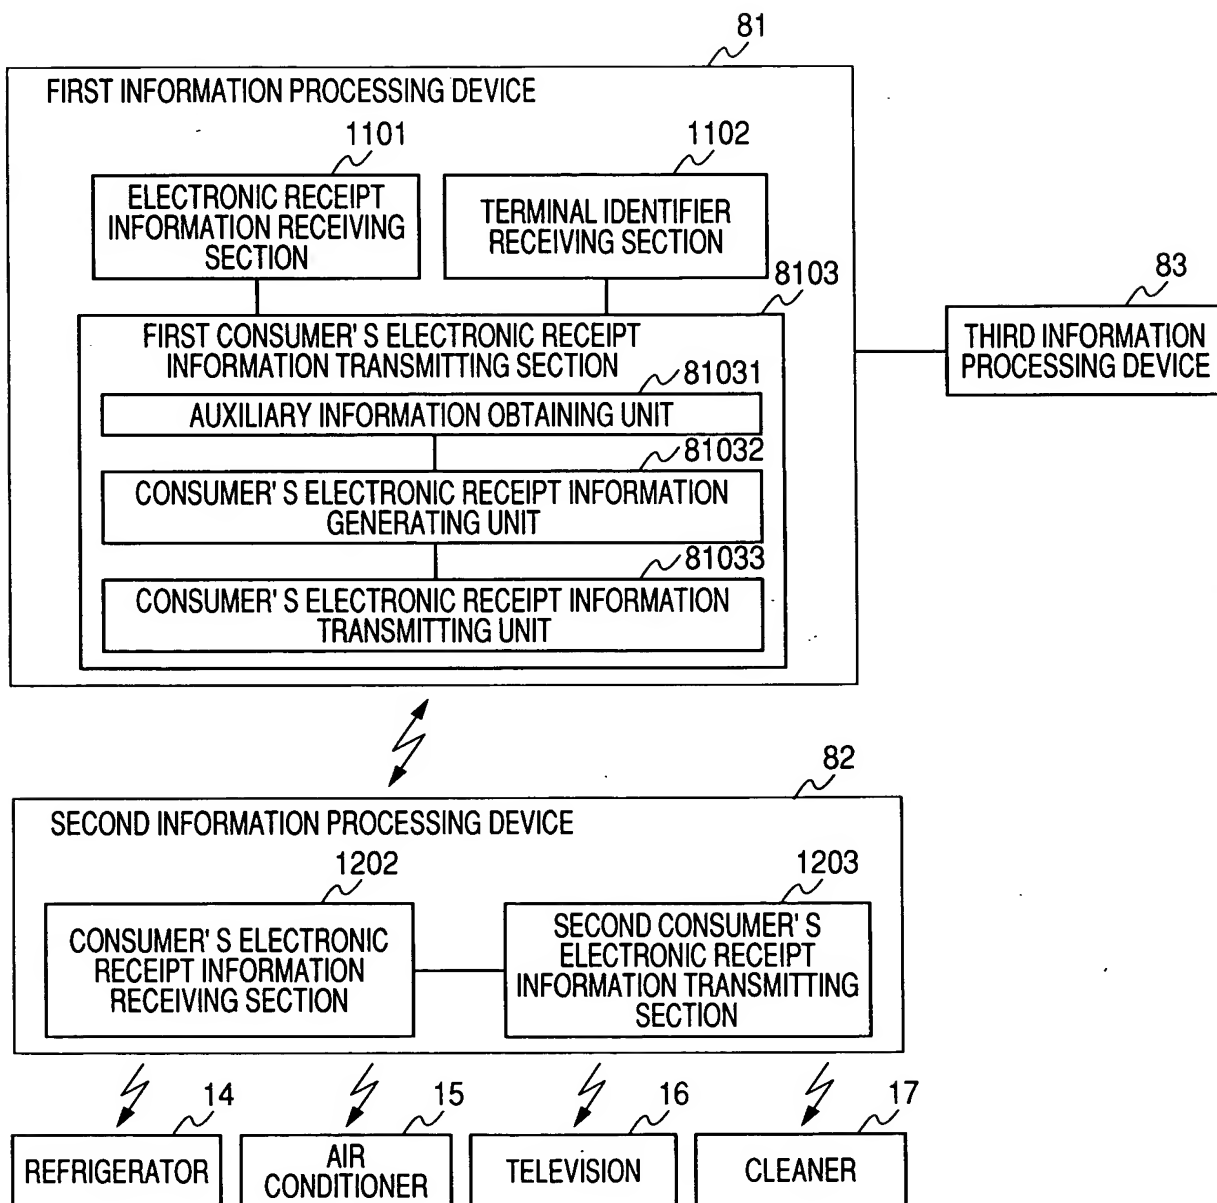 81
FIRST INFORMATION PROCESSING DEVICE
1101
1102
ELECTRONIC RECEIPT
INFORMATION RECEIVING
SECTION
TERMINAL IDENTIFIER
RECEIVING SECTION
8103
83
THIRD INFORMATION
PROCESSING DEVICE
FIRST CONSUMER'S ELECTRONIC RECEIPT
INFORMATION TRANSMITTING SECTION
81031
AUXILIARY INFORMATION OBTAINING UNIT
81032
CONSUMER'S ELECTRONIC RECEIPT INFORMATION
GENERATING UNIT
81033
CONSUMER'S ELECTRONIC RECEIPT INFORMATION
TRANSMITTING UNIT
82
SECOND INFORMATION PROCESSING DEVICE
1202
1203
CONSUMER'S ELECTRONIC
RECEIPT INFORMATION
RECEIVING SECTION
SECOND CONSUMER'S
ELECTRONIC RECEIPT
INFORMATION TRANSMITTING
SECTION
14
15
16
17
REFRIGERATOR
AIR
CONDITIONER
TELEVISION
CLEANER